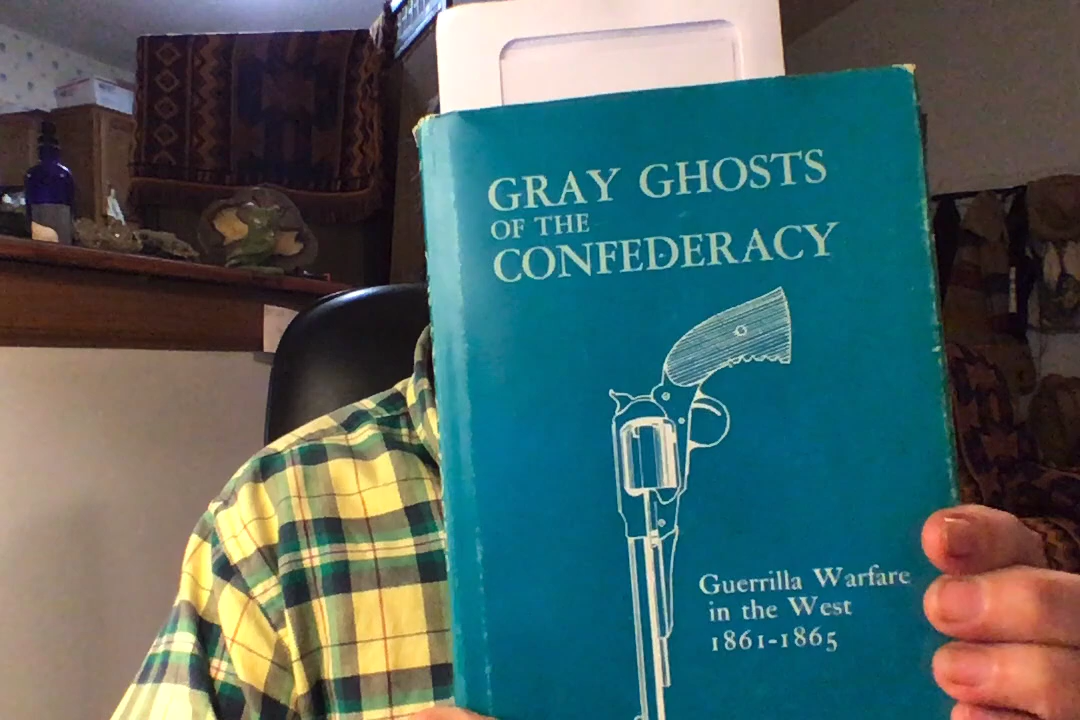 GRAY GHOSTS
OF THE
CONFEDERACY
Guerrilla Warfare
in the West
1861-1865